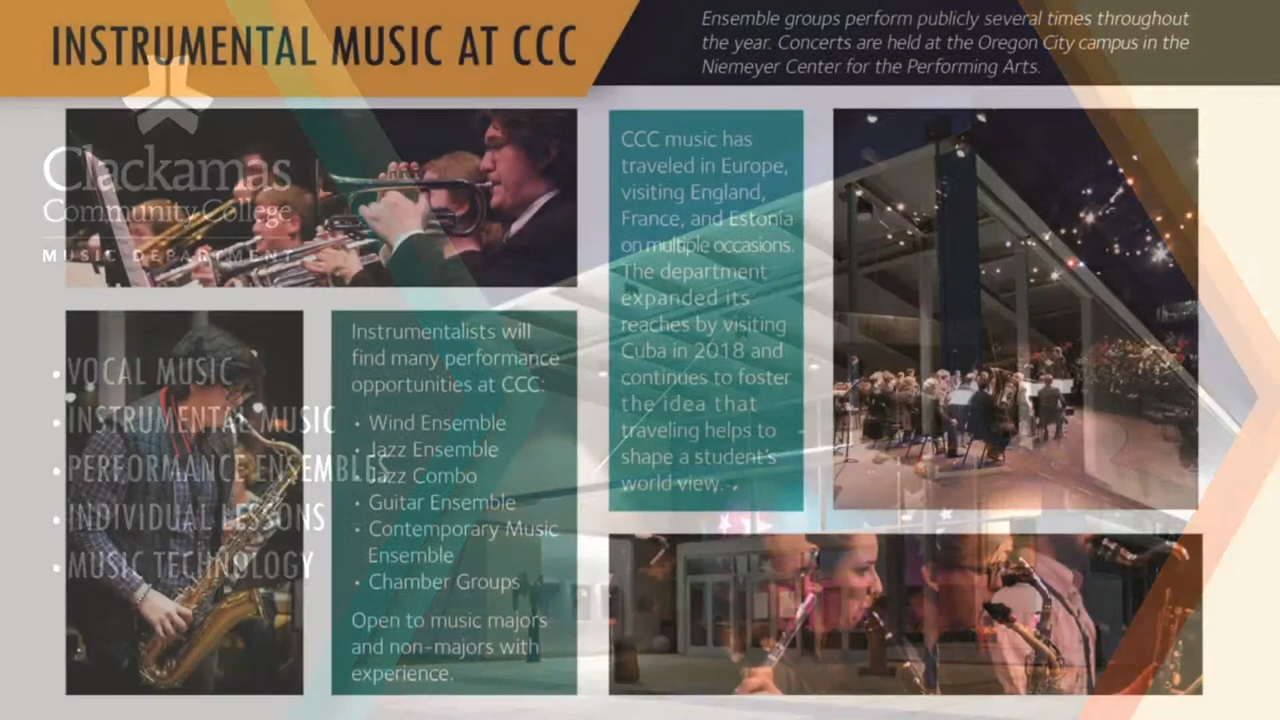 INSTRUMENTAL MUSIC AT CCC
Ensemble groups perform publicly several times throughout
the year. Concerts are held at the Oregon City campus in the
Niemeyer Center for the Performing Arts.
Clackamas
Community College
MUSIC DEPARTMENT
• VOCAL MUSIC
• INSTRUMENTAL MUSIC
• PERFORMANCE ENSEMBLES
• INDIVIDUAL LESSONS
• MUSIC TECHNOLOGY
Instrumentalists will
find many performance
opportunities at CCC:
• Wind Ensemble
• Jazz Ensemble
• Jazz Combo
• Guitar Ensemble
• Contemporary Music
Ensemble
• Chamber Groups
Open to music majors
and non-majors with
experience.
CCC music has
traveled in Europe,
visiting England,
France, and Estonia
on multiple occasions.
The department
expanded its
reaches by visiting
Cuba in 2018 and
continues to foster
the idea that
traveling helps to
shape a student's
world view.